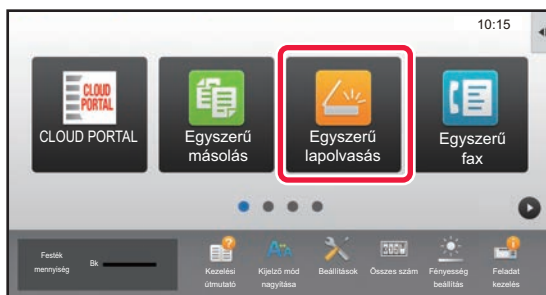 10:15
CLOUD
PORTAL
CLOUD PORTAL
Egyszerű
másolás
Egyszerű
lapolvasás
Egyszerű
fax
Festék
mennyiség
Bk
Kezelési
útmutató
Kijelző mód
nagyítása
Beállítások
Összes szám
Fényesség
beállítás
Feladat
kezelés